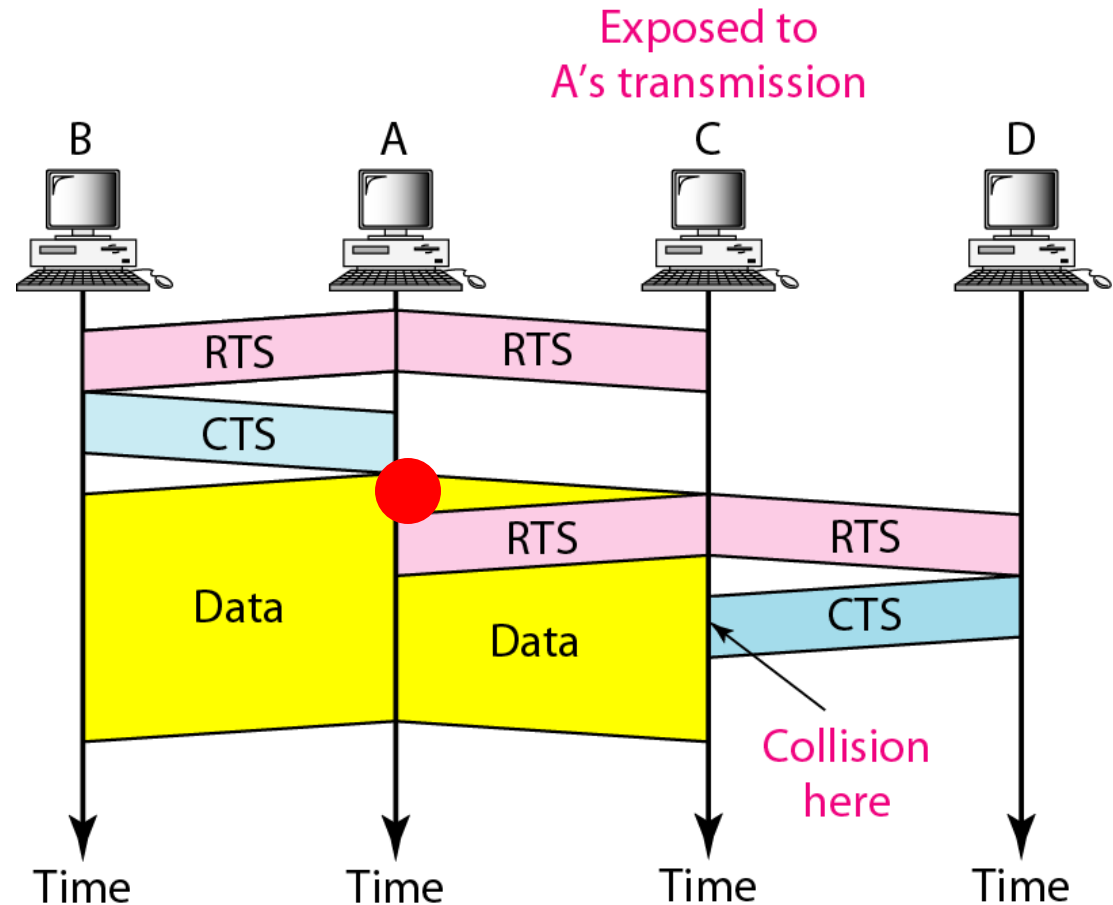 Exposed to
A's transmission
B
A
C
D
RTS
RTS
CTS
RTS
RTS
Data
CTS
Data
Collision
here
Time
Time
Time
Time